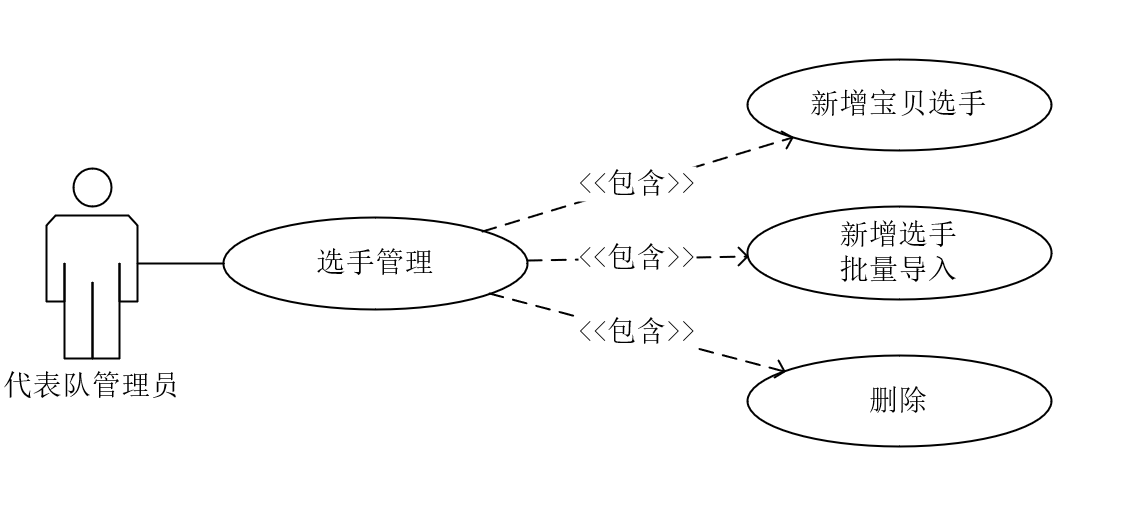 新增宝贝选手
<<包含>>
新增选手
批量导入
选手管理
<<包含>>
<<包含>>
代表队管理员
删除